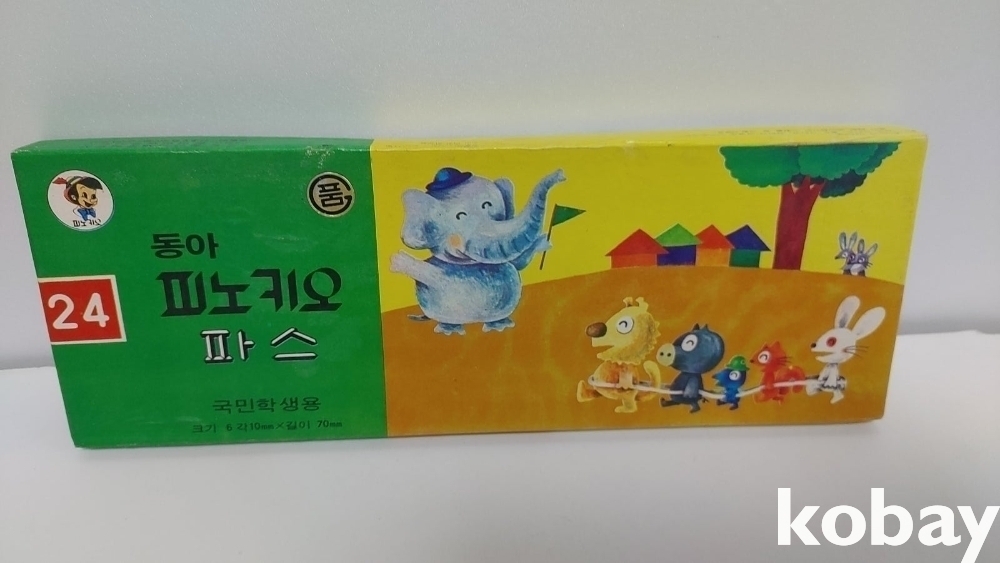 피노키오
품
동아
피노키오
24
파스
국민학생용
크기 6각10mm×길이 70mm
kobay